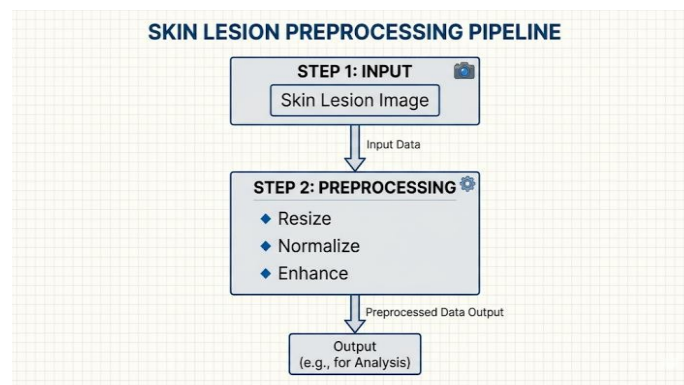 SKIN LESION PREPROCESSING PIPELINE
STEP 1: INPUT
Skin Lesion Image
Input Data
STEP 2: PREPROCESSING
Resize
Normalize
Enhance
Preprocessed Data Output
Output
(e.g., for Analysis)